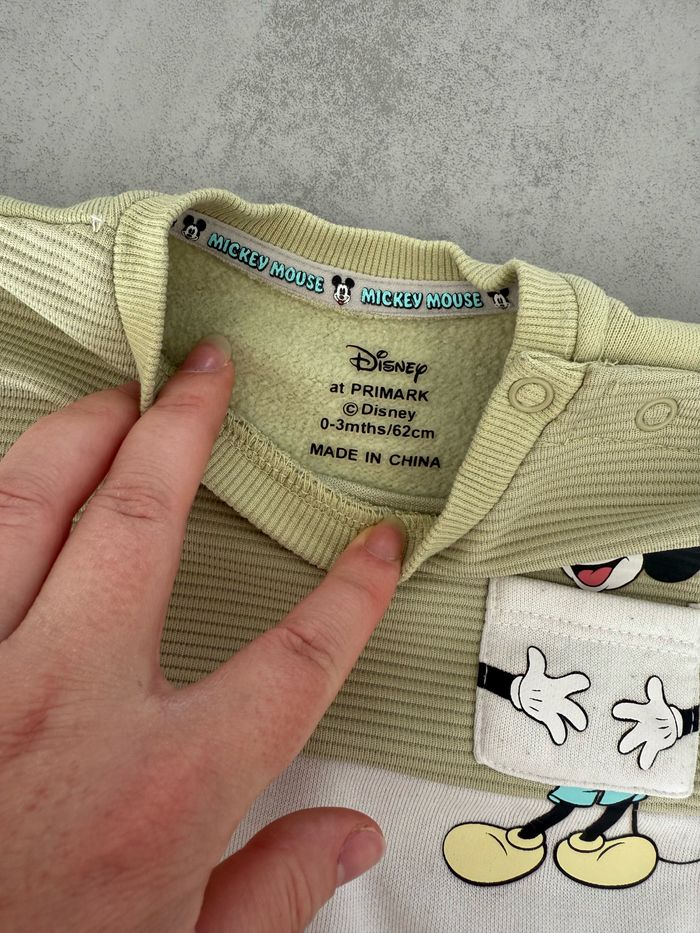 MICKEY MOUSE MICKEY MOUSE
Disney
at PRIMARK
©Disney
0-3mths/62cm
MADE IN CHINA